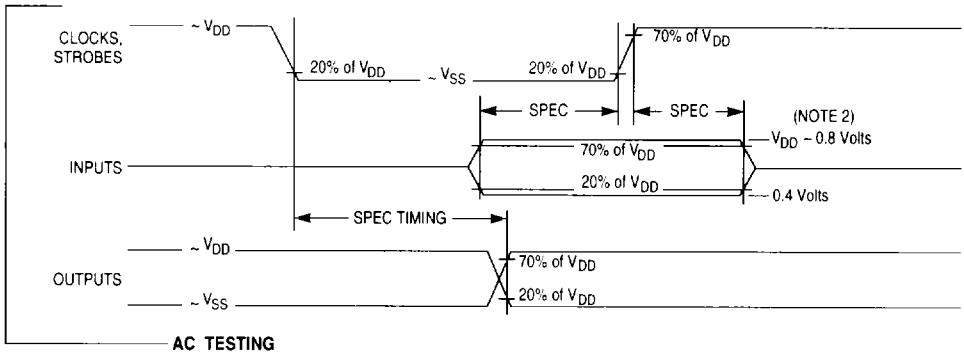 CLOCKS,
STROBES
~ VDD
20% of VDD
~ VSS
20% of VDD
70% of VDD
SPEC
SPEC
(NOTE 2)
VDD – 0.8 Volts
INPUTS
70% of VDD
20% of VDD
0.4 Volts
SPEC TIMING
OUTPUTS
~ VDD
70% of VDD
~ VSS
20% of VDD
AC TESTING